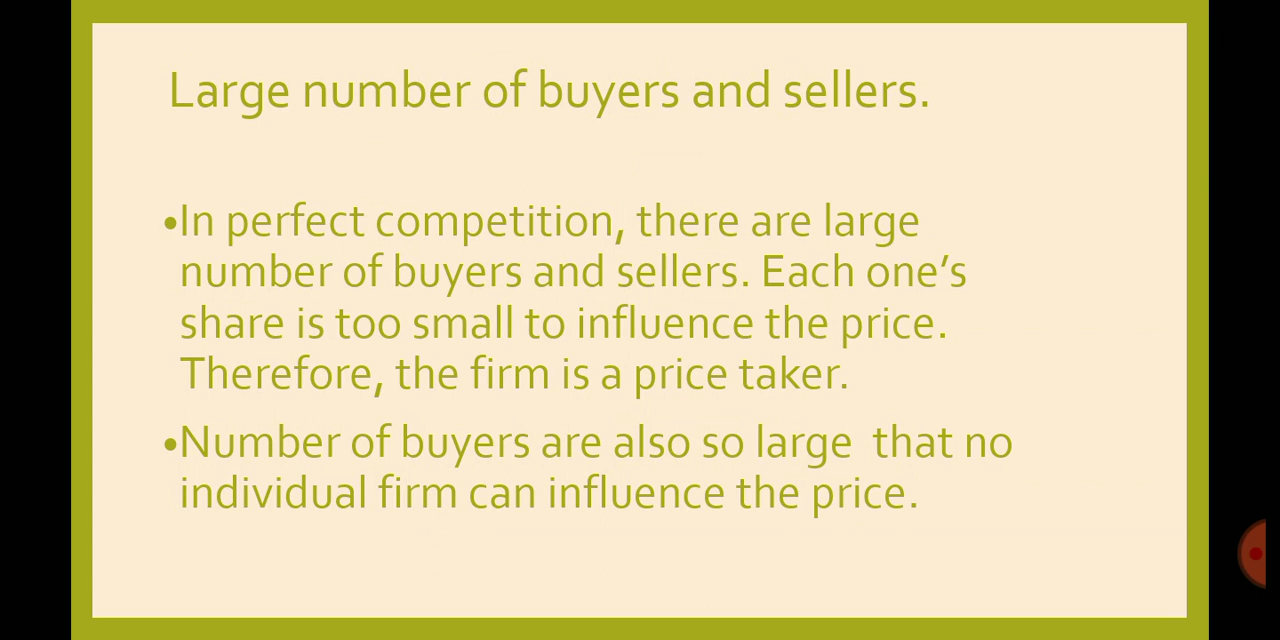 Large number of buyers and sellers.
•In perfect competition, there are large
number of buyers and sellers. Each one’s
share is too small to influence the price.
Therefore, the firm is a price taker.
•Number of buyers are also so large  that no
individual firm can influence the price.